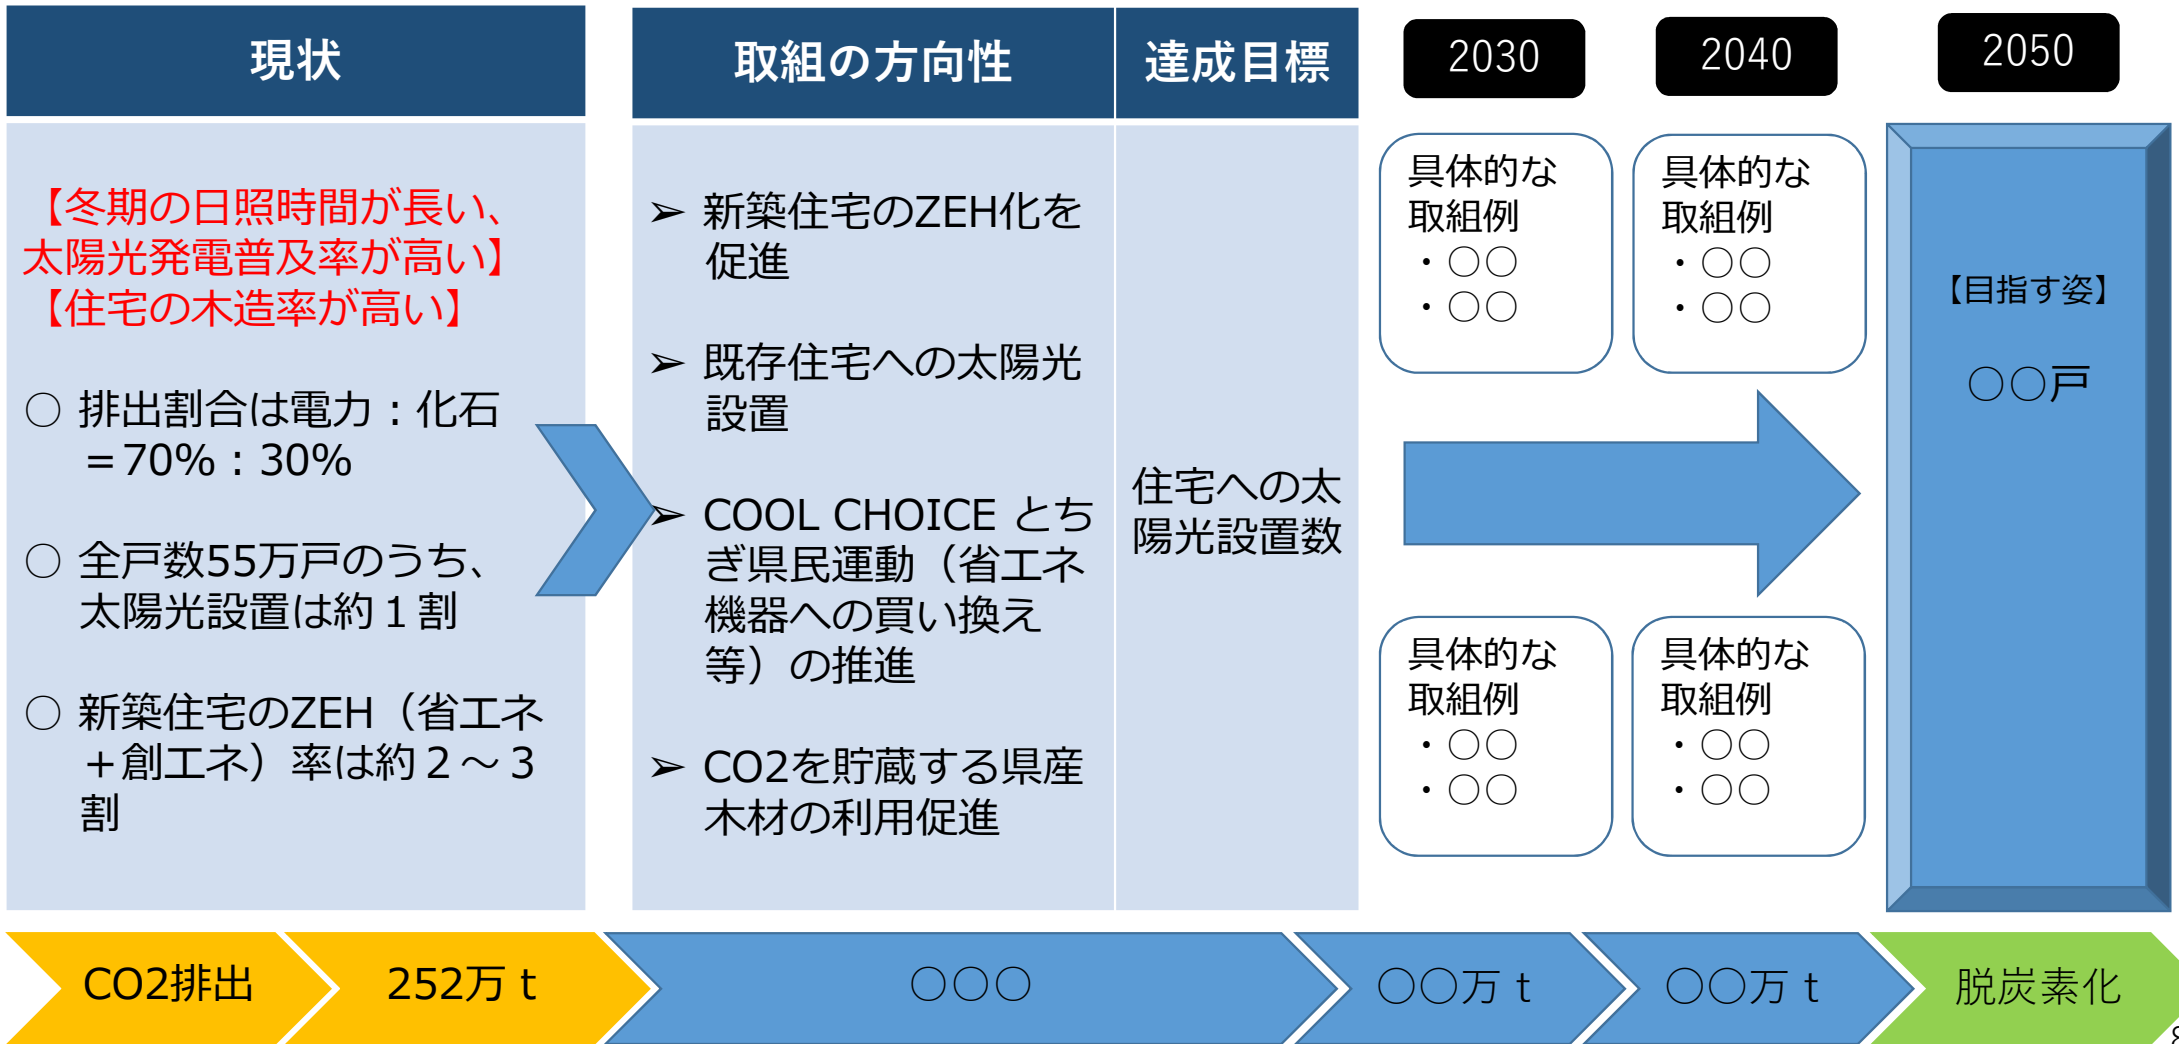 現状
取組の方向性
達成目標
2030
2040
2050
【冬期の日照時間が長い、
太陽光発電普及率が高い】
【住宅の木造率が高い】
○ 排出割合は電力：化石
＝70%：30%
○ 全戸数55万戸のうち、
太陽光設置は約１割
○ 新築住宅のZEH（省エネ
＋創エネ）率は約２～３
割
➢ 新築住宅のZEH化を
促進
➢ 既存住宅への太陽光
設置
➢ COOL CHOICE とち
ぎ県民運動（省エネ
機器への買い換え
等）の推進
➢ CO2を貯蔵する県産
木材の利用促進
住宅への太
陽光設置数
具体的な
取組例
・○○
・○○
具体的な
取組例
・○○
・○○
具体的な
取組例
・○○
・○○
具体的な
取組例
・○○
・○○
【目指す姿】
○○戸
CO2排出
252万ｔ
○○○
○○万ｔ
○○万ｔ
脱炭素化